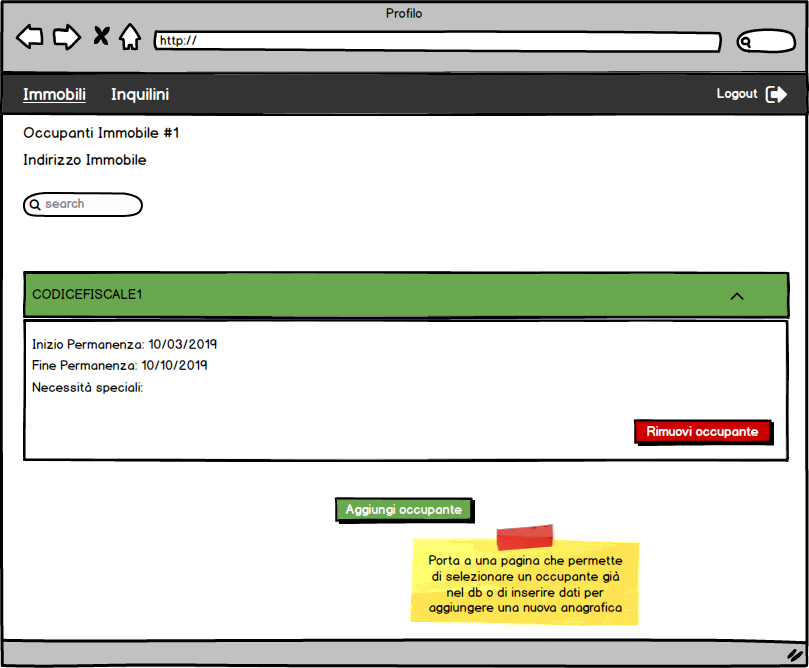 Profilo
http://
Immobili Inquilini Logout
Occupanti Immobile #1
Indirizzo Immobile
search
CODICEFISCALE1
Inizio Permanenza: 10/03/2019
Fine Permanenza: 10/10/2019
Necessità speciali:
Rimuovi occupante
Aggiungi occupante
Porta a una pagina che permette
di selezionare un occupante già
nel db o di inserire dati per
aggiungere una nuova anagrafica